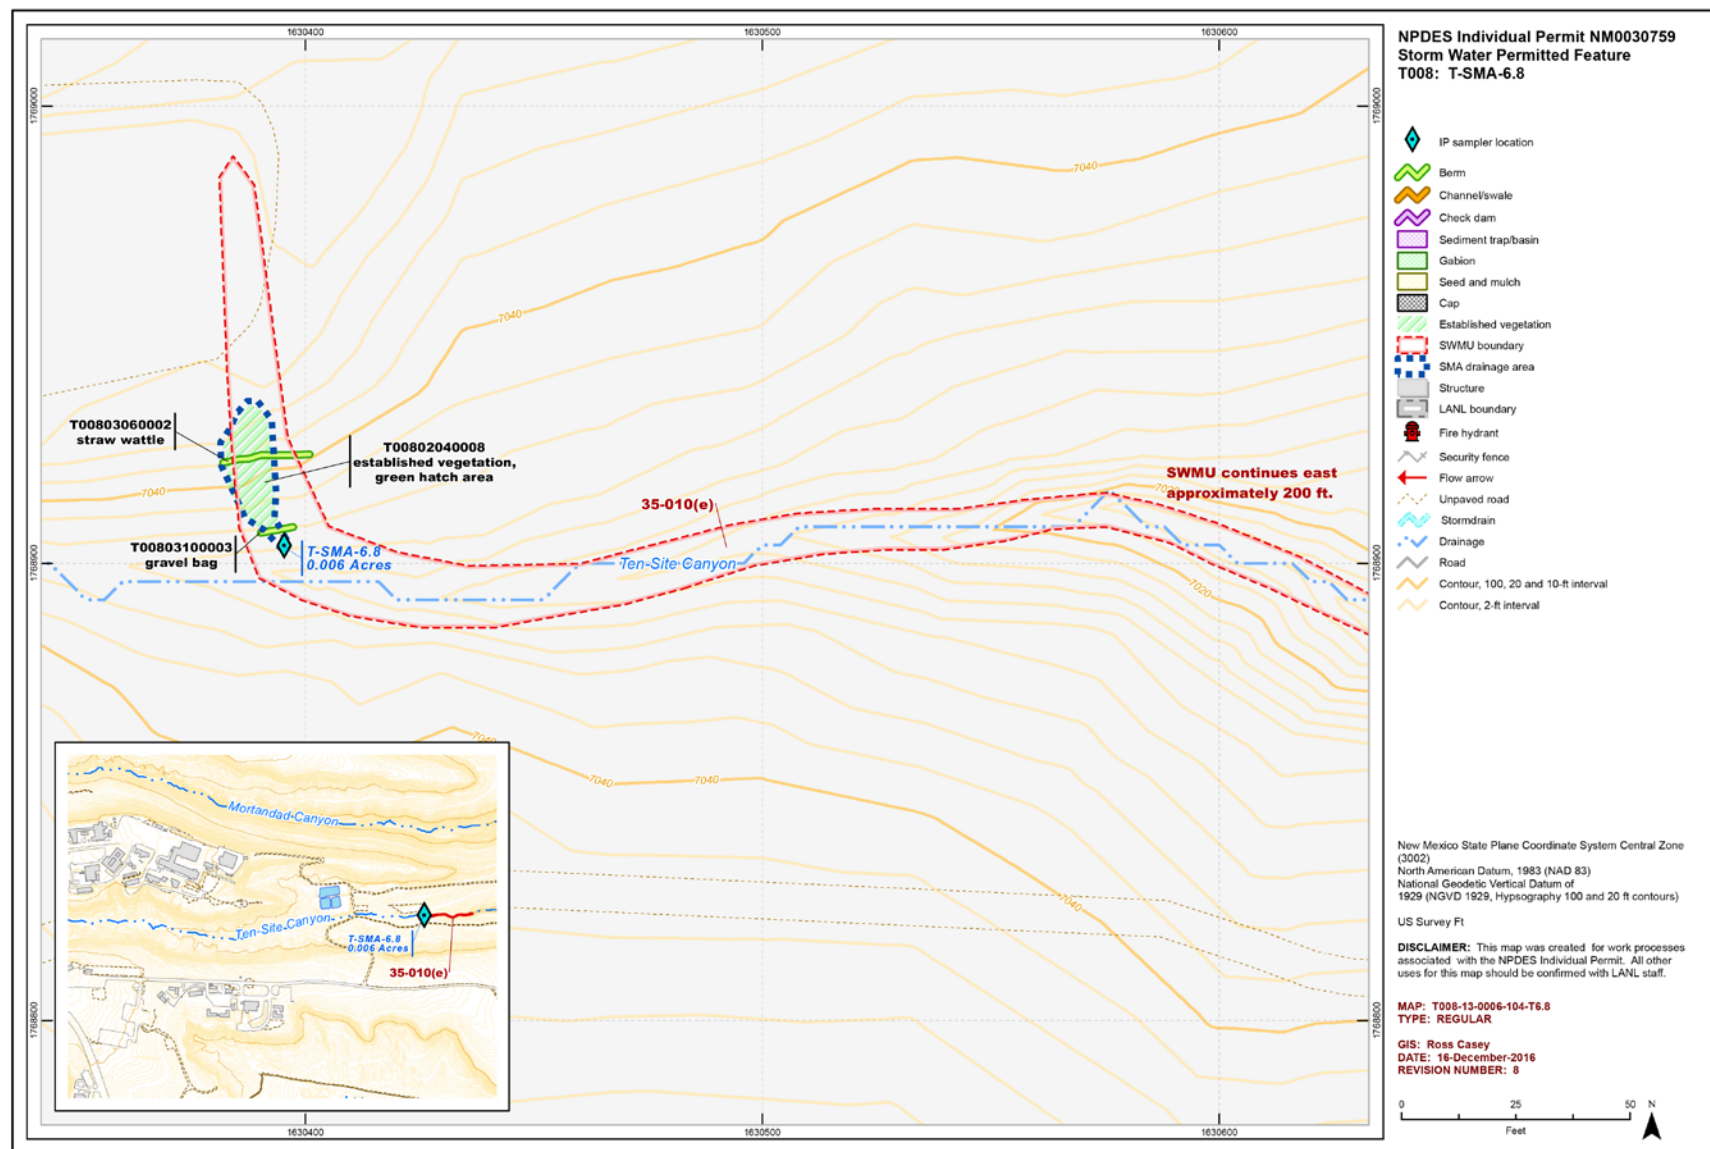 1630400
1630500
1630600
1769000
1769000
7040
7040
T00803060002
straw wattle
T00802040008
established vegetation,
green hatch area
7040
SWMU continues east
approximately 200 ft.
35-010(e)
T00803100003
gravel bag
T-SMA-6.8
0.006 Acres
1768900
1768900
Ten-Site Canyon
7020
7040
7040
7040
Mortandad Canyon
Ten-Site Canyon
T-SMA-6.8
0.006 Acres
35-010(e)
7040
1768800
1768800
1630400
1630500
1630600
NPDES Individual Permit NM0030759
Storm Water Permitted Feature
T008: T-SMA-6.8
IP sampler location
Berm
Channel/swale
Check dam
Sediment trap/basin
Gabion
Seed and mulch
Cap
Established vegetation
SWMU boundary
SMA drainage area
Structure
LANL boundary
Fire hydrant
Security fence
Flow arrow
Unpaved road
Stormdrain
Drainage
Road
Contour, 100, 20 and 10-ft interval
Contour, 2-ft interval
New Mexico State Plane Coordinate System Central Zone
(3002)
North American Datum, 1983 (NAD 83)
National Geodetic Vertical Datum of
1929 (NGVD 1929, Hypsography 100 and 20 ft contours)
US Survey Ft
DISCLAIMER: This map was created for work processes
associated with the NPDES Individual Permit. All other
uses for this map should be confirmed with LANL staff.
MAP: T008-13-0006-104-T6.8
TYPE: REGULAR
GIS: Ross Casey
DATE: 16-December-2016
REVISION NUMBER: 8
0 25 50 N
Feet